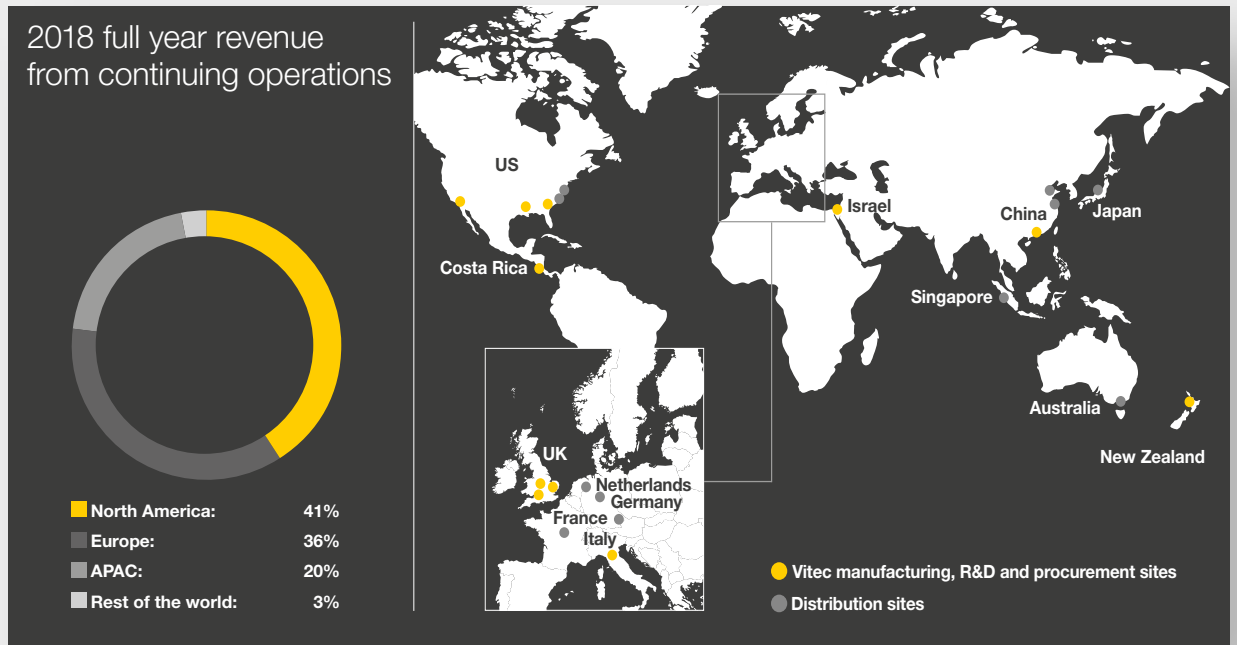 2018 full year revenue
from continuing operations
North America: 41%
Europe: 36%
APAC: 20%
Rest of the world: 3%
US
Costa Rica
Israel
China
Japan
Singapore
Australia
New Zealand
UK
Netherlands
Germany
France
Italy
Vitec manufacturing, R&D and procurement sites
Distribution sites